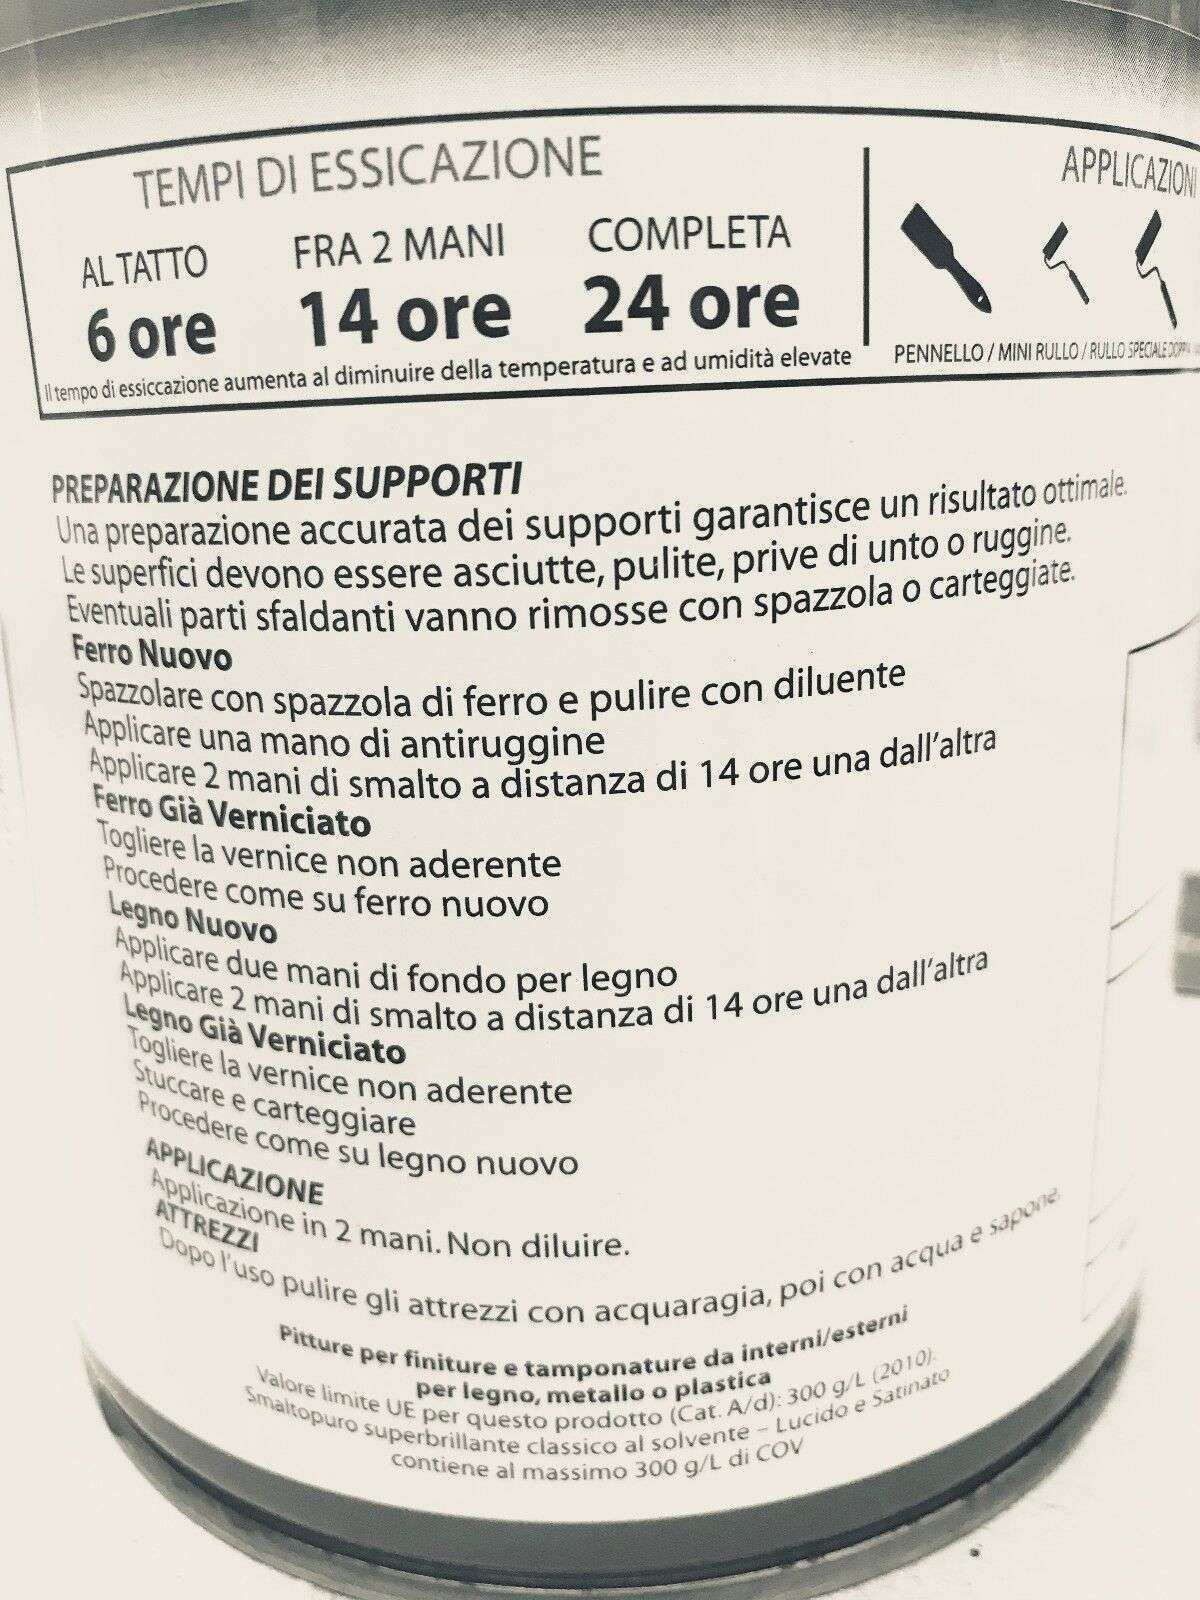 TEMPI DI ESSICAZIONE
AL TATTO
6 ore
FRA 2 MANI
14 ore
COMPLETA
24 ore
Il tempo di essiccazione aumenta al diminuire della temperatura e ad umidità elevate
APPLICAZIONI
PENNELLO / MINI RULLO / RULLO SPECIALE
PREPARAZIONE DEI SUPPORTI
Una preparazione accurata dei supporti garantisce un risultato ottimale.
Le superfici devono essere asciutte, pulite, prive di unto o ruggine.
Eventuali parti sfaldanti vanno rimosse con spazzola o carteggiate.
Ferro Nuovo
Spazzolare con spazzola di ferro e pulire con diluente
Applicare una mano di antiruggine
Applicare 2 mani di smalto a distanza di 14 ore una dall'altra
Ferro Già Verniciato
Togliere la vernice non aderente
Procedere come su ferro nuovo
Legno Nuovo
Applicare due mani di fondo per legno
Applicare 2 mani di smalto a distanza di 14 ore una dall'altra
Legno Già Verniciato
Togliere la vernice non aderente
Stuccare e carteggiare
Procedere come su legno nuovo
APPLICAZIONE
Applicazione in 2 mani. Non diluire.
ATTREZZI
Dopo l'uso pulire gli attrezzi con acquaragia, poi con acqua e sapone.
Pitture per finiture e tamponature da interni/esterni
per legno, metallo o plastica
Valore limite UE per questo prodotto (Cat. A/d): 300 g/L (2010).
Smaltopuro superbrillante classico al solvente – Lucido e Satinato
contiene al massimo 300 g/L di COV